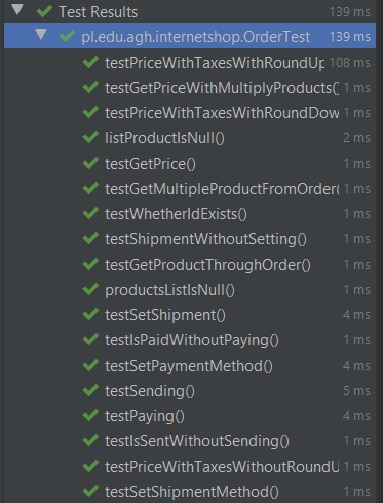 Test Results 139 ms
pl.edu.agh.internetshop.OrderTest 139 ms
testPriceWithTaxesWithRoundUp 108 ms
testGetPriceWithMultiplyProducts() 1 ms
testPriceWithTaxesWithRoundDow 1 ms
listProductIsNull() 2 ms
testGetPrice() 1 ms
testGetMultipleProductFromOrder( 1 ms
testWhetherIdExists() 1 ms
testShipmentWithoutSetting() 1 ms
testGetProductThroughOrder() 1 ms
productsListIsNull() 1 ms
testSetShipment() 4 ms
testIsPaidWithoutPaying() 1 ms
testSetPaymentMethod() 4 ms
testSending() 5 ms
testPaying() 4 ms
testIsSentWithoutSending() 1 ms
testPriceWithTaxesWithoutRoundU 1 ms
testSetShipmentMethod() 1 ms